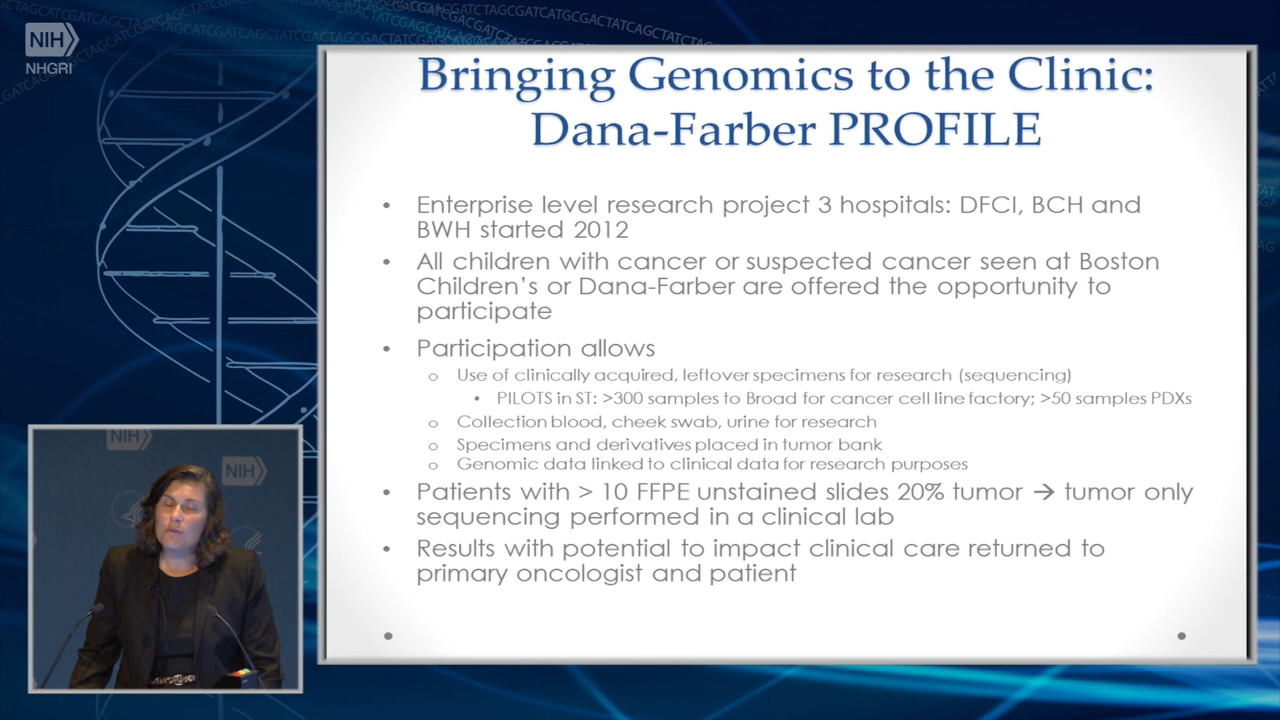 CTAGCATCATCAGCTAGCATCGATCATGCGACTATCAGCTAGCATCGATCATGCGACTATCAGCTAGCATCGATCATGCGACTATC
NIH
NHGRI
Bringing Genomics to the Clinic:
Dana-Farber PROFILE
• Enterprise level research project 3 hospitals: DFCI, BCH and
BWH started 2012
• All children with cancer or suspected cancer seen at Boston
Children's or Dana-Farber are offered the opportunity to
participate
• Participation allows
o Use of clinically acquired, leftover specimens for research (sequencing)
• PILOTS in ST: >300 samples to Broad for cancer cell line factory; >50 samples PDXs
o Collection blood, cheek swab, urine for research
o Specimens and derivatives placed in tumor bank
o Genomic data linked to clinical data for research purposes
• Patients with > 10 FFPE unstained slides 20% tumor → tumor only
sequencing performed in a clinical lab
• Results with potential to impact clinical care returned to
primary oncologist and patient
NIH
NIH